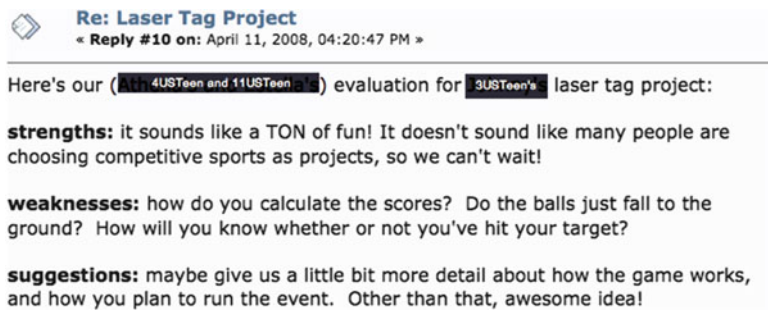 Re: Laser Tag Project
« Reply #10 on: April 11, 2008, 04:20:47 PM »
Here's our (4USTeen and 11USTeen) evaluation for 3USTeen's laser tag project:
strengths: it sounds like a TON of fun! It doesn't sound like many people are
choosing competitive sports as projects, so we can't wait!
weaknesses: how do you calculate the scores? Do the balls just fall to the
ground? How will you know whether or not you've hit your target?
suggestions: maybe give us a little bit more detail about how the game works,
and how you plan to run the event. Other than that, awesome idea!